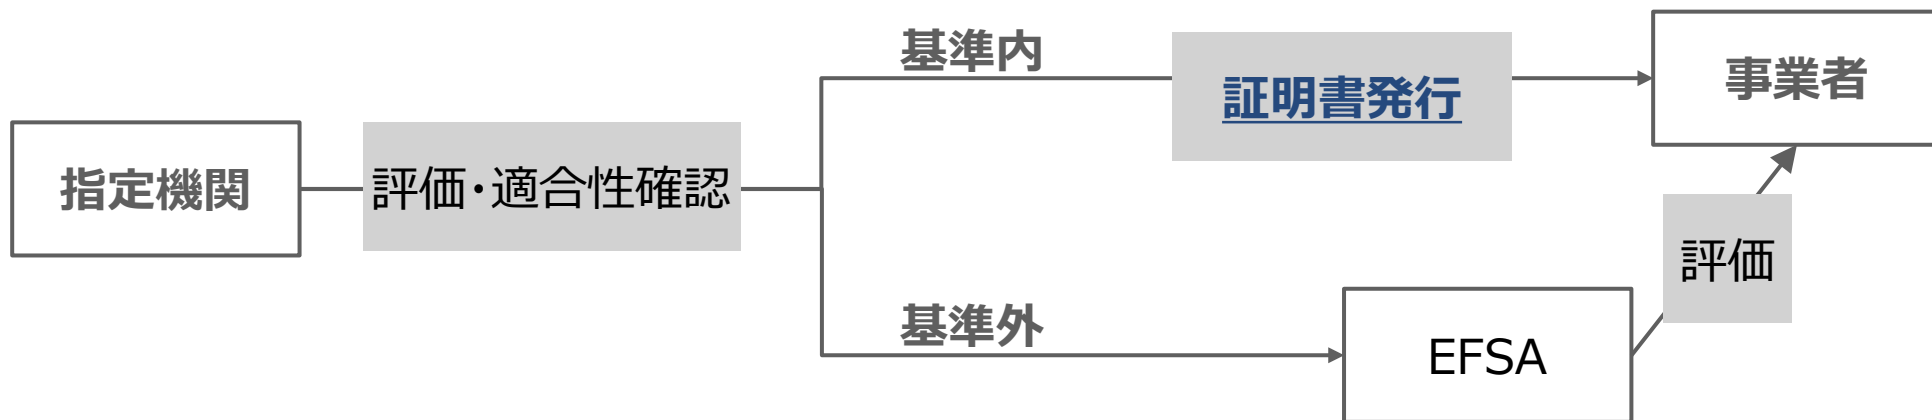 指定機関
評価・適合性確認
基準内
証明書発行
事業者
基準外
EFSA
評価